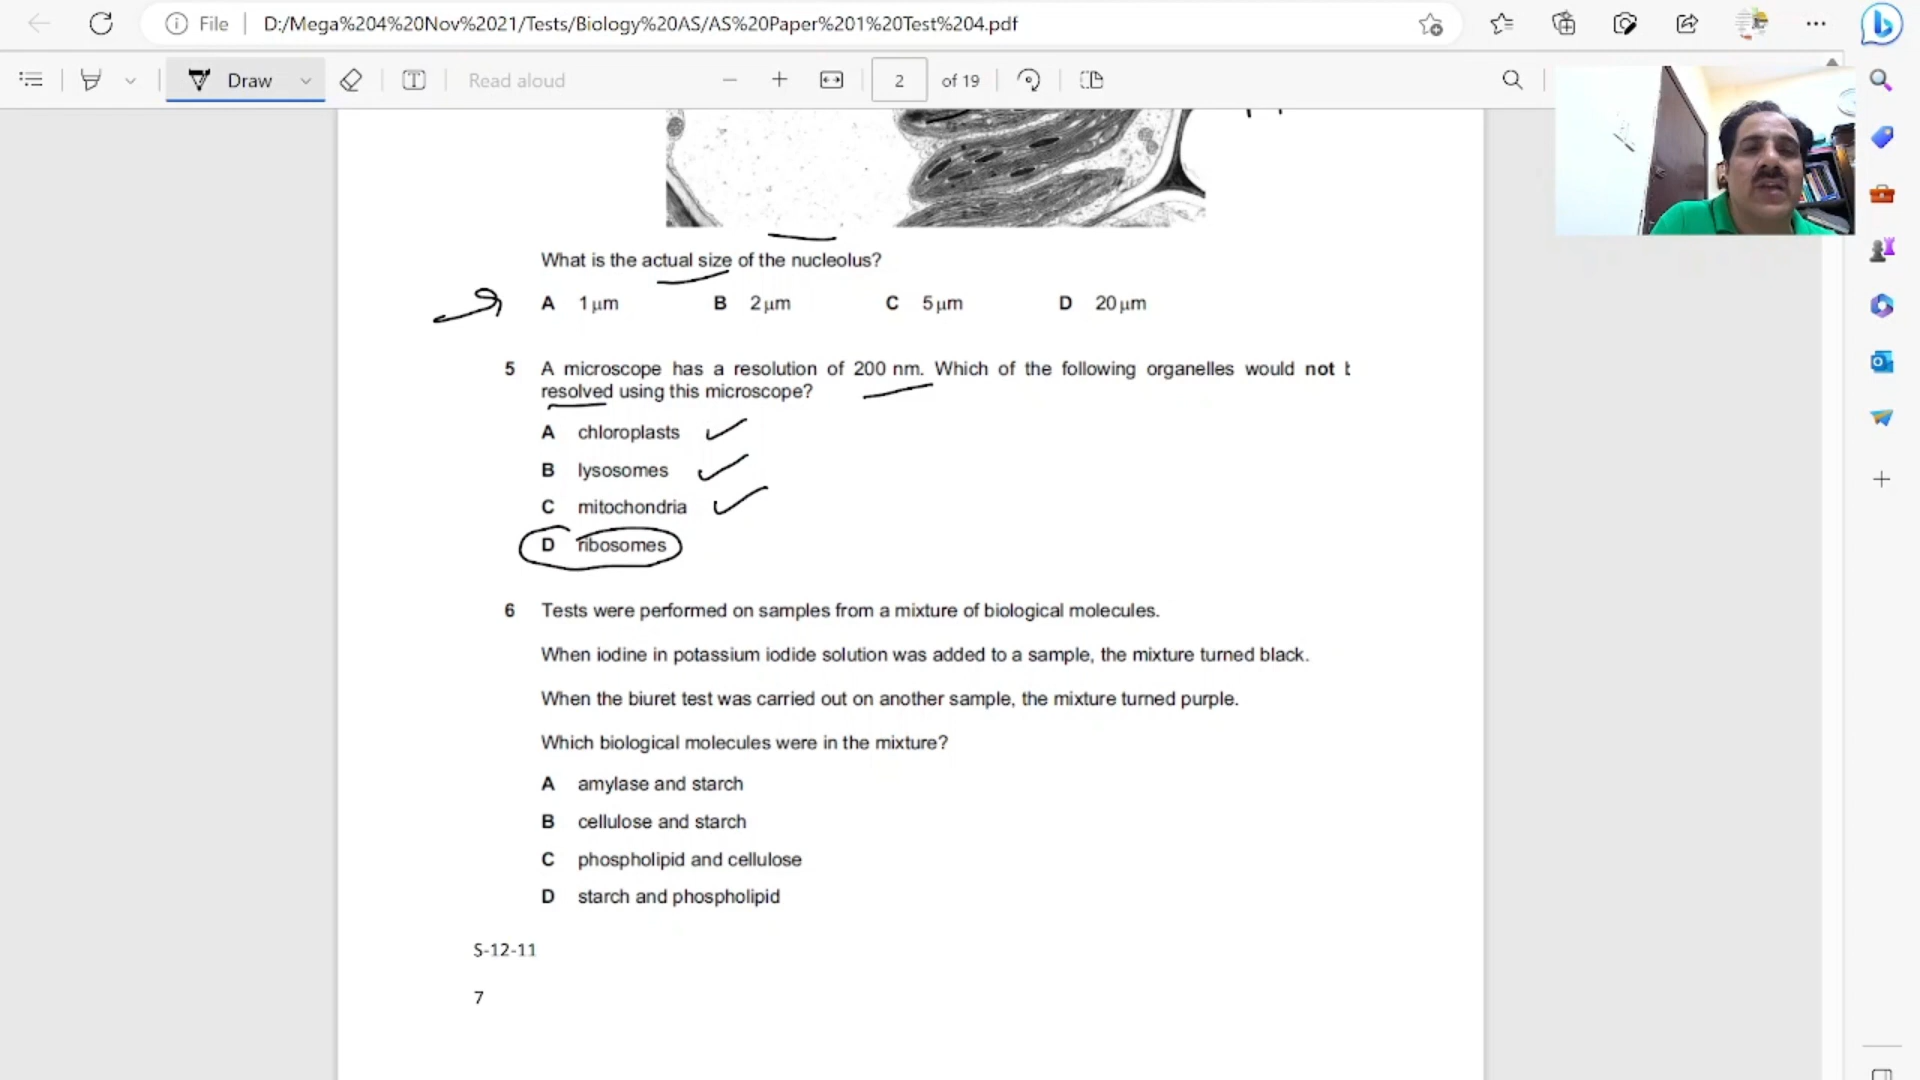 File
D:/Mega%204%20Nov%2021/Tests/Biology%20AS/AS%20Paper%201%20Test%204.pdf
Draw
T
Read aloud
2
of 19
What is the actual size of the nucleolus?
A 1 μm B 2 μm C 5 μm D 20 μm
5 A microscope has a resolution of 200 nm. Which of the following organelles would not b
resolved using this microscope?
A chloroplasts
B lysosomes
C mitochondria
D ribosomes
6 Tests were performed on samples from a mixture of biological molecules.
When iodine in potassium iodide solution was added to a sample, the mixture turned black.
When the biuret test was carried out on another sample, the mixture turned purple.
Which biological molecules were in the mixture?
A amylase and starch
B cellulose and starch
C phospholipid and cellulose
D starch and phospholipid
S-12-11
7